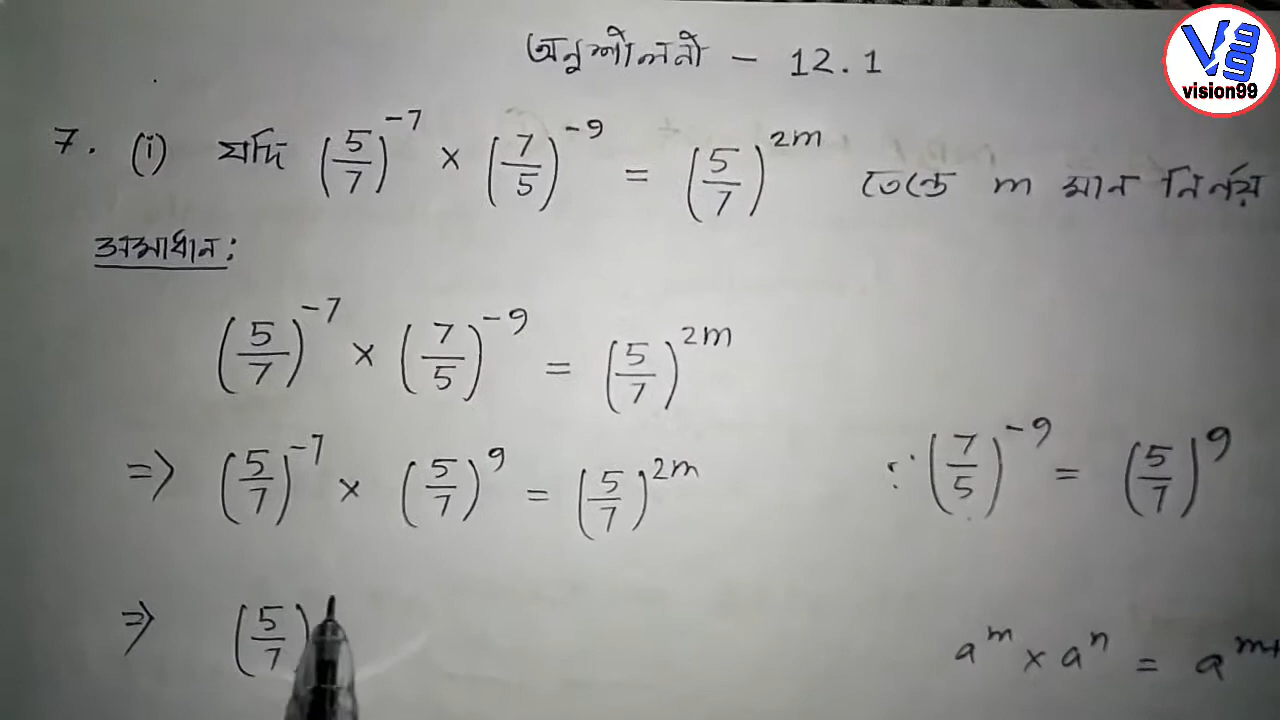 অনুশীলনী - 12.1
V99
vision99
7. (i) যদি (5/7)^-7 × (7/5)^-9 = (5/7)^2m তেন্তে m মান নিৰ্ণয়
সমাধান:
(5/7)^-7 × (7/5)^-9 = (5/7)^2m
=> (5/7)^-7 × (5/7)^9 = (5/7)^2m ∵ (7/5)^-9 = (5/7)^9
=> (5/7) a^m × a^n = a^m+